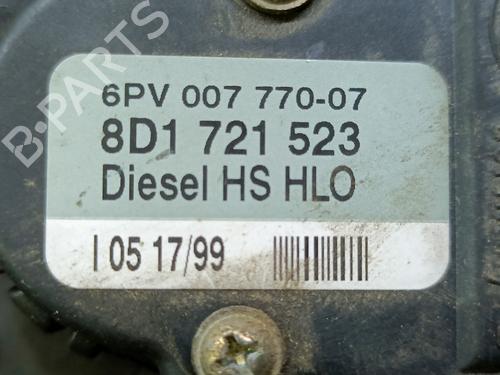 6PV 007 770-07
8D1 721 523
Diesel HS HLO
I 05 17/99
B-PARTS